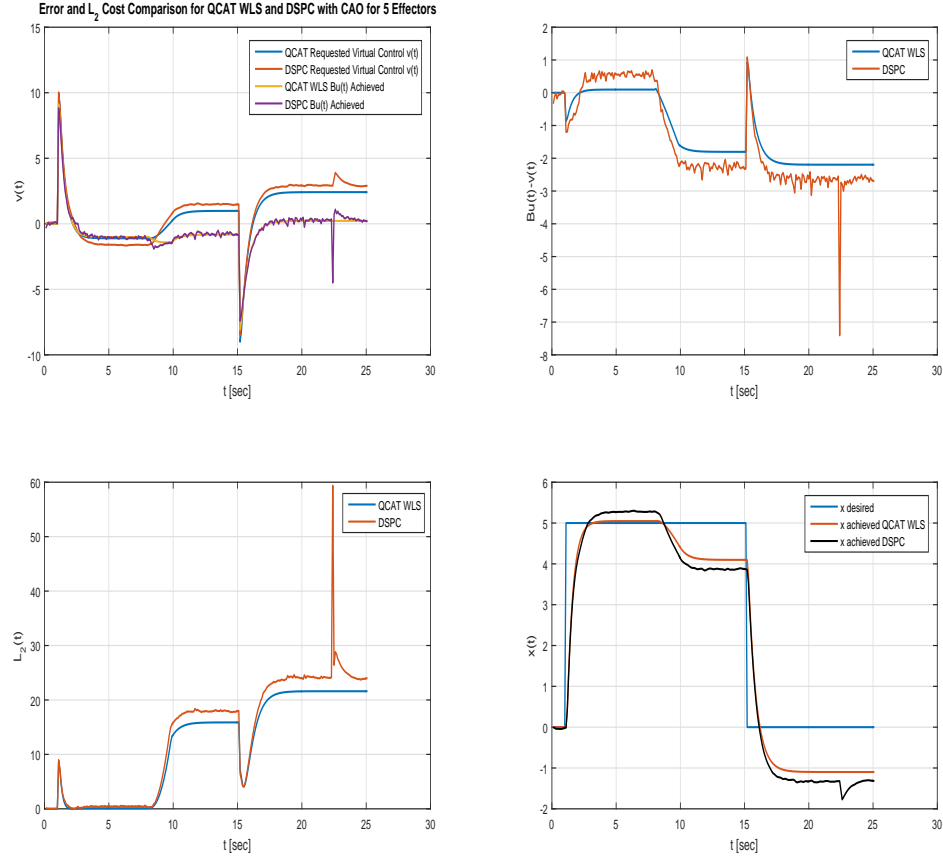 Error and L2 Cost Comparison for QCAT WLS and DSPC with CAO for 5 Effectors
QCAT Requested Virtual Control v(t)
DSPC Requested Virtual Control v(t)
QCAT WLS Bu(t) Achieved
DSPC Bu(t) Achieved
15
10
5
0
-5
-10
v(t)
0 5 10 15 20 25 30
t [sec]
QCAT WLS
DSPC
2
1
0
-1
-2
-3
-4
-5
-6
-7
-8
Bu(t)-v(t)
0 5 10 15 20 25 30
t [sec]
QCAT WLS
DSPC
60
50
40
30
20
10
0
L2(t)
0 5 10 15 20 25 30
t [sec]
x desired
x achieved QCAT WLS
x achieved DSPC
6
5
4
3
2
1
0
-1
-2
x(t)
0 5 10 15 20 25 30
t [sec]